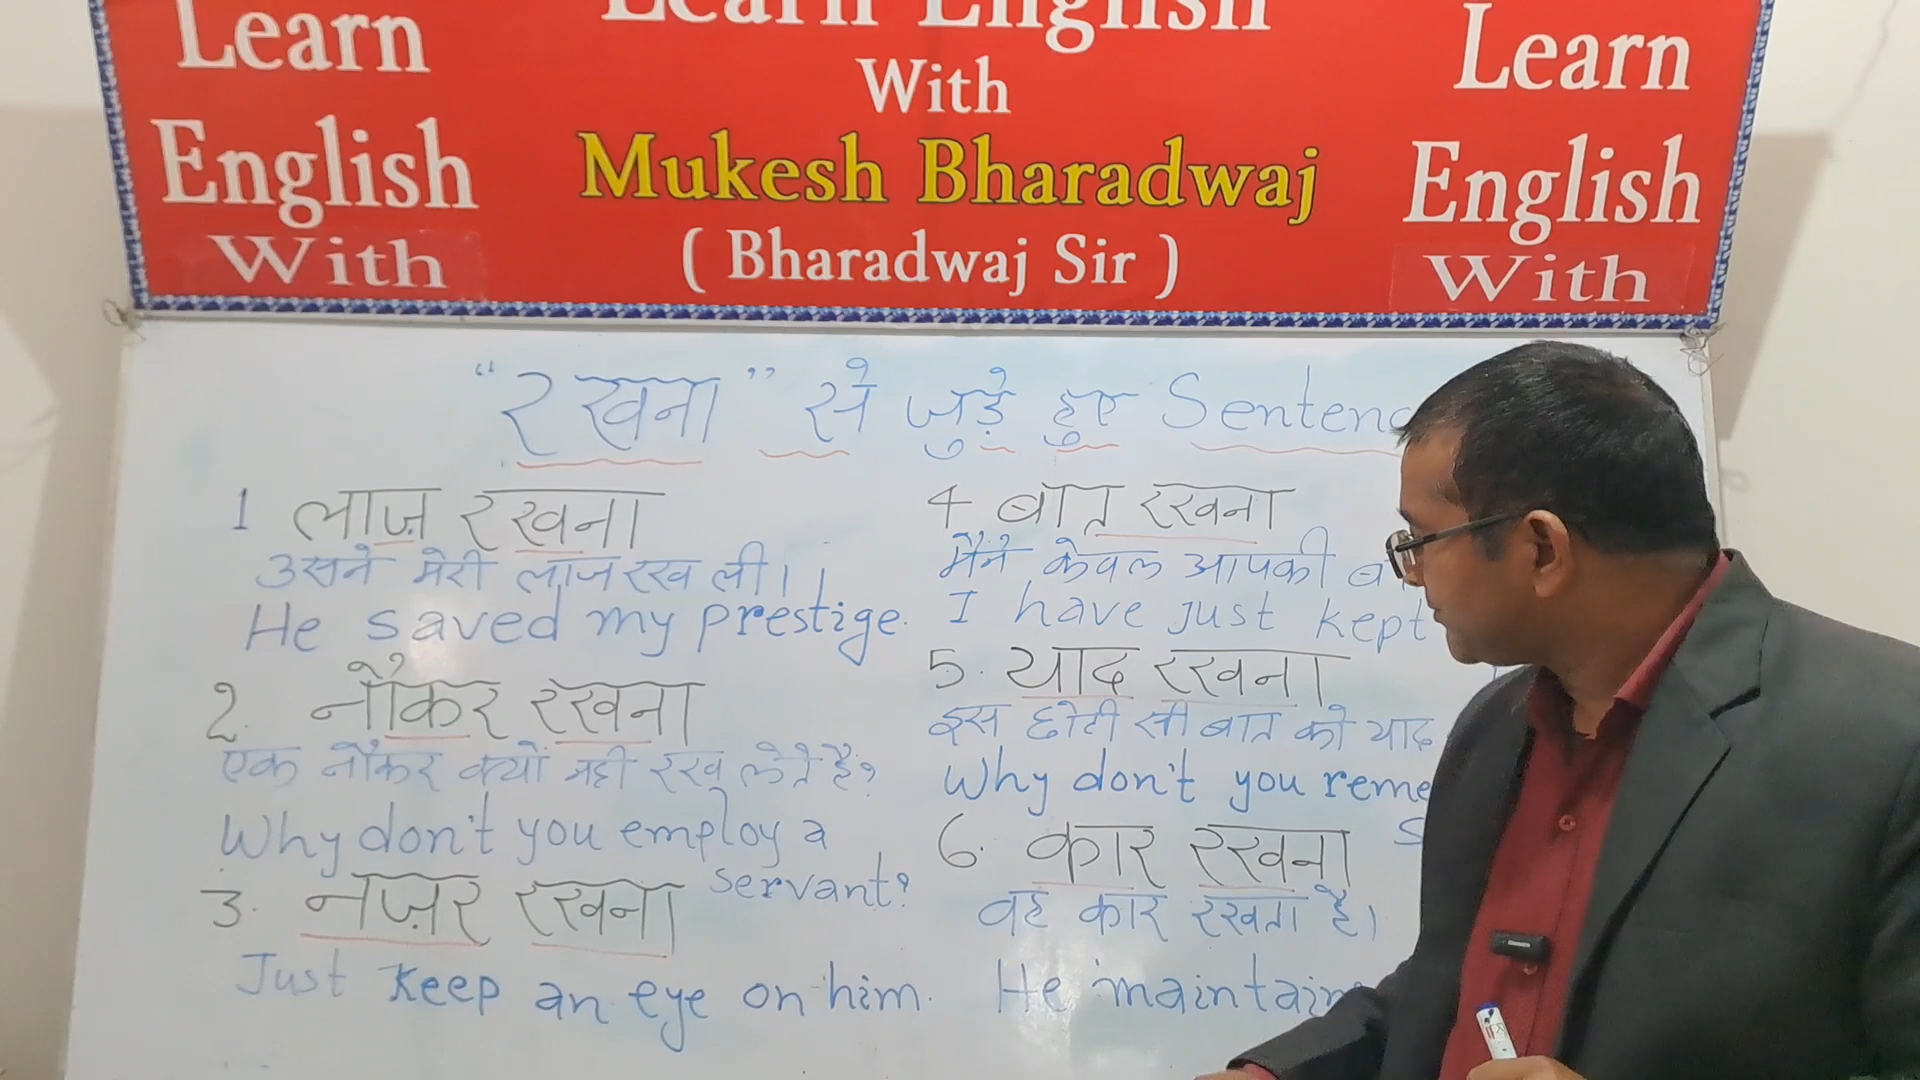 Learn
English
With
Learn English
With
Mukesh Bharadwaj
( Bharadwaj Sir )
Learn
English
With
"रखना" से जुड़े हुए Sentenc
1 लाज़ रखना
उसने मेरी लाज रख ली।
He saved my prestige.
2. नौकर रखना
एक नौकर क्यों नहीं रख लेते है?
Why don't you employ a
servant?
3. नज़र रखना
Just keep an eye on him.
4 बात रखना
मैंने केवल आपकी
I have just kept
5. याद रखना
इस छोटी सी बात को याद
Why don't you reme
6. कार रखना
वह कार रखता है।
He maintain